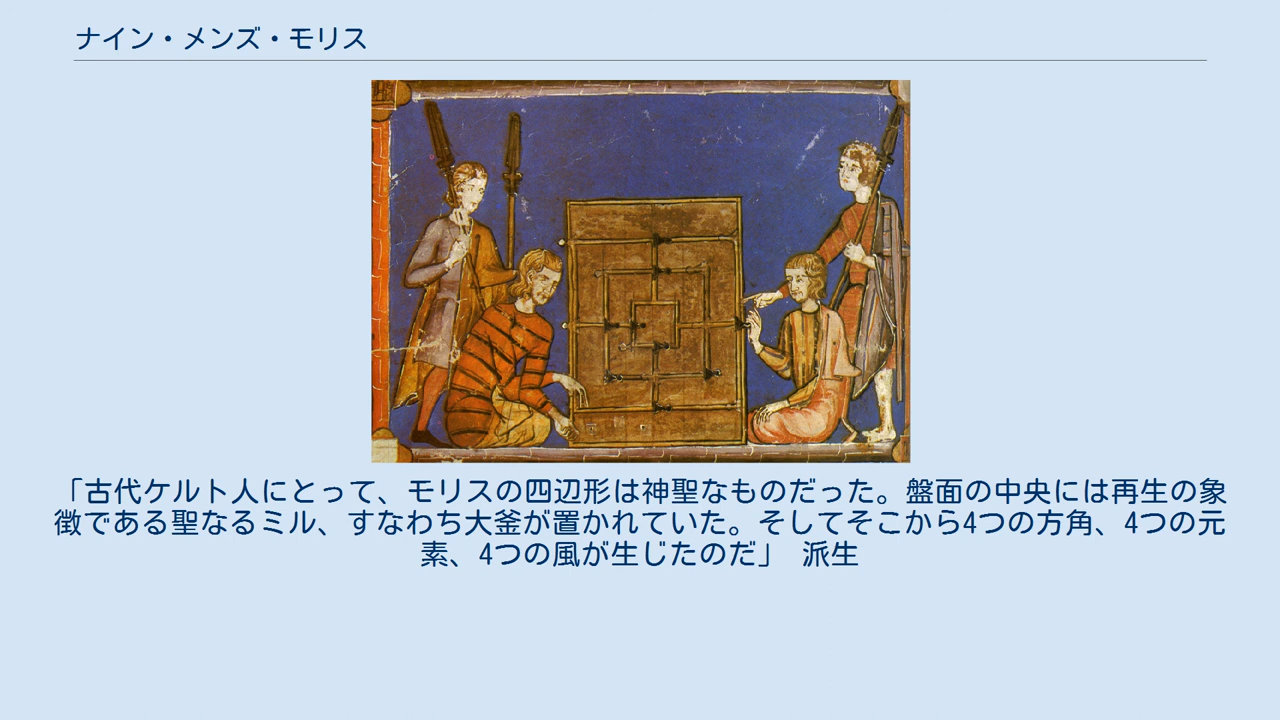 ナイン・メンズ・モリス
「古代ケルト人にとって、モリスの四辺形は神聖なものだった。盤面の中央には再生の象
徴である聖なるミル、すなわち大釜が置かれていた。そしてそこから4つの方角、4つの元
素、4つの風が生じたのだ」 派生